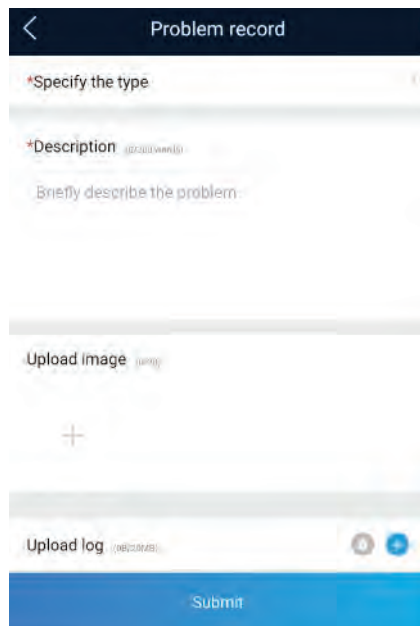 Problem record
*Specify the type
*Description
Briefly describe the problem
Upload image
Upload log
Submit